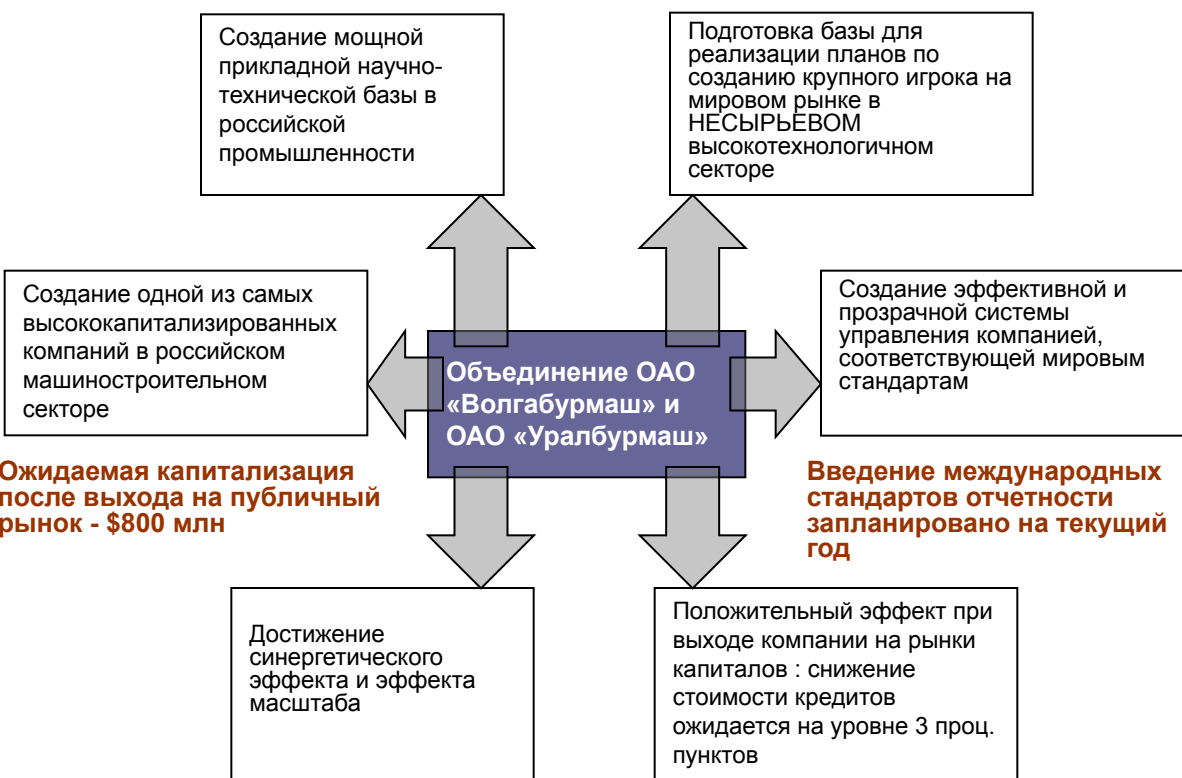 Создание мощной
прикладной научно-
технической базы в
российской
промышленности
Подготовка базы для
реализации планов по
созданию крупного игрока на
мировом рынке в
НЕСЫРЬЕВОМ
высокотехнологичном
секторе
Создание одной из самых
высококапитализированных
компаний в российском
машиностроительном
секторе
Объединение ОАО
«Волгабурмаш» и
ОАО «Уралбурмаш»
Создание эффективной и
прозрачной системы
управления компанией,
соответствующей мировым
стандартам
Ожидаемая капитализация
после выхода на публичный
рынок - $800 млн
Введение международных
стандартов отчетности
запланировано на текущий
год
Достижение
синергетического
эффекта и эффекта
масштаба
Положительный эффект при
выходе компании на рынки
капиталов : снижение
стоимости кредитов
ожидается на уровне 3 проц.
пунктов